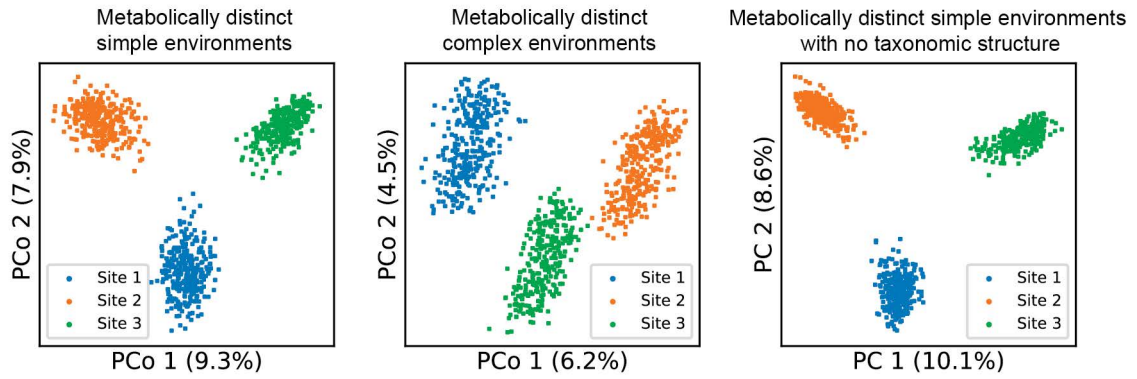 Metabolically distinct
simple environments
PCo 2 (7.9%)
Site 1
Site 2
Site 3
PCo 1 (9.3%)
Metabolically distinct
complex environments
PCo 2 (4.5%)
Site 1
Site 2
Site 3
PCo 1 (6.2%)
Metabolically distinct simple environments
with no taxonomic structure
PC 2 (8.6%)
Site 1
Site 2
Site 3
PC 1 (10.1%)